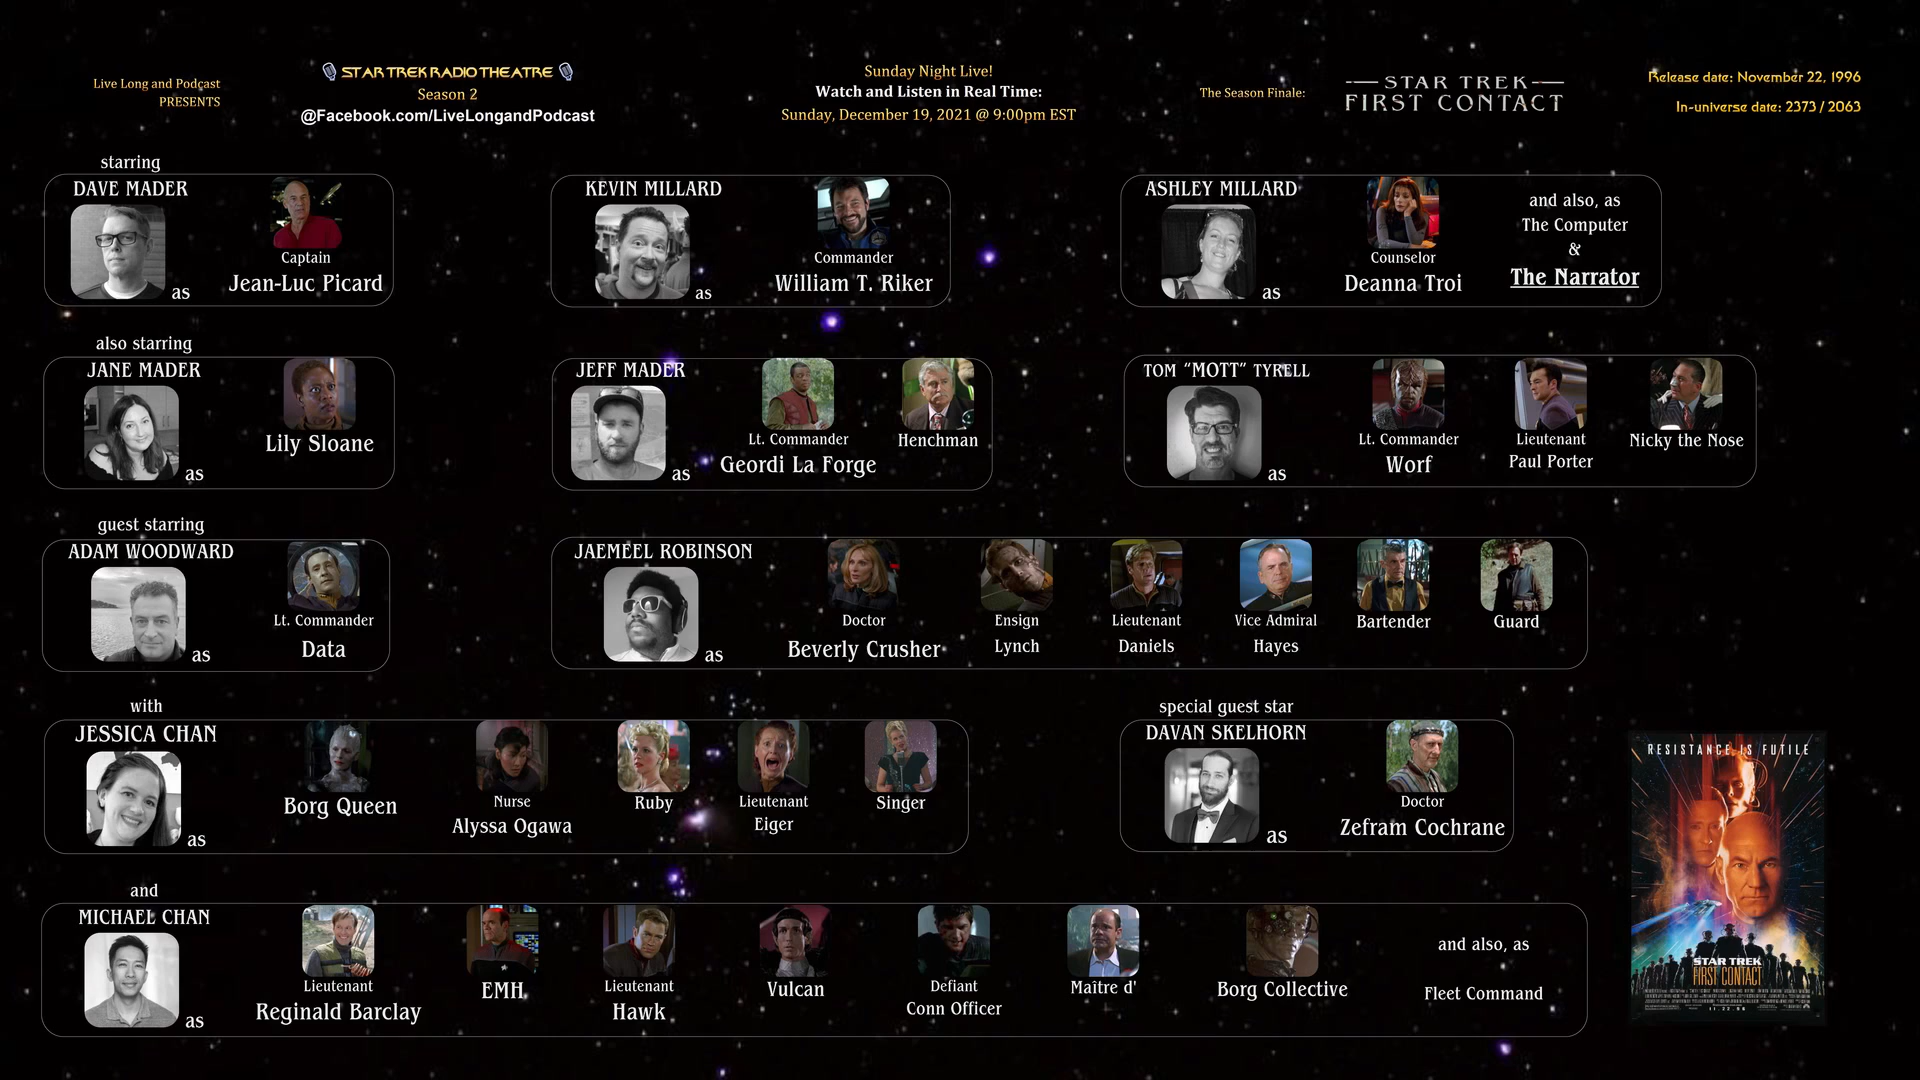 Live Long and Podcast
PRESENTS
STAR TREK RADIO THEATRE
Season 2
@Facebook.com/LiveLongandPodcast
Sunday Night Live!
Watch and Listen in Real Time:
Sunday, December 19, 2021 @ 9:00pm EST
The Season Finale:
STAR TREK
FIRST CONTACT
Release date: November 22, 1996
In-universe date: 2373 / 2063
starring
DAVE MADER
as
Captain
Jean-Luc Picard
KEVIN MILLARD
as
Commander
William T. Riker
ASHLEY MILLARD
as
Counselor
Deanna Troi
and also, as
The Computer
&
The Narrator
also starring
JANE MADER
as
Lily Sloane
JEFF MADER
as
Lt. Commander
Geordi La Forge
Henchman
TOM “MOTT” TYRELL
as
Lt. Commander
Worf
Lieutenant
Paul Porter
Nicky the Nose
guest starring
ADAM WOODWARD
as
Lt. Commander
Data
JAEMEEL ROBINSON
as
Doctor
Beverly Crusher
Ensign
Lynch
Lieutenant
Daniels
Vice Admiral
Hayes
Bartender
Guard
with
JESSICA CHAN
as
Borg Queen
Nurse
Alyssa Ogawa
Ruby
Lieutenant
Eiger
Singer
special guest star
DAVAN SKELHORN
as
Doctor
Zefram Cochrane
and
MICHAEL CHAN
as
Lieutenant
Reginald Barclay
EMH
Lieutenant
Hawk
Vulcan
Defiant
Conn Officer
Maître d'
Borg Collective
and also, as
Fleet Command
RESISTANCE IS FUTILE
STAR TREK
FIRST CONTACT
11.22.96